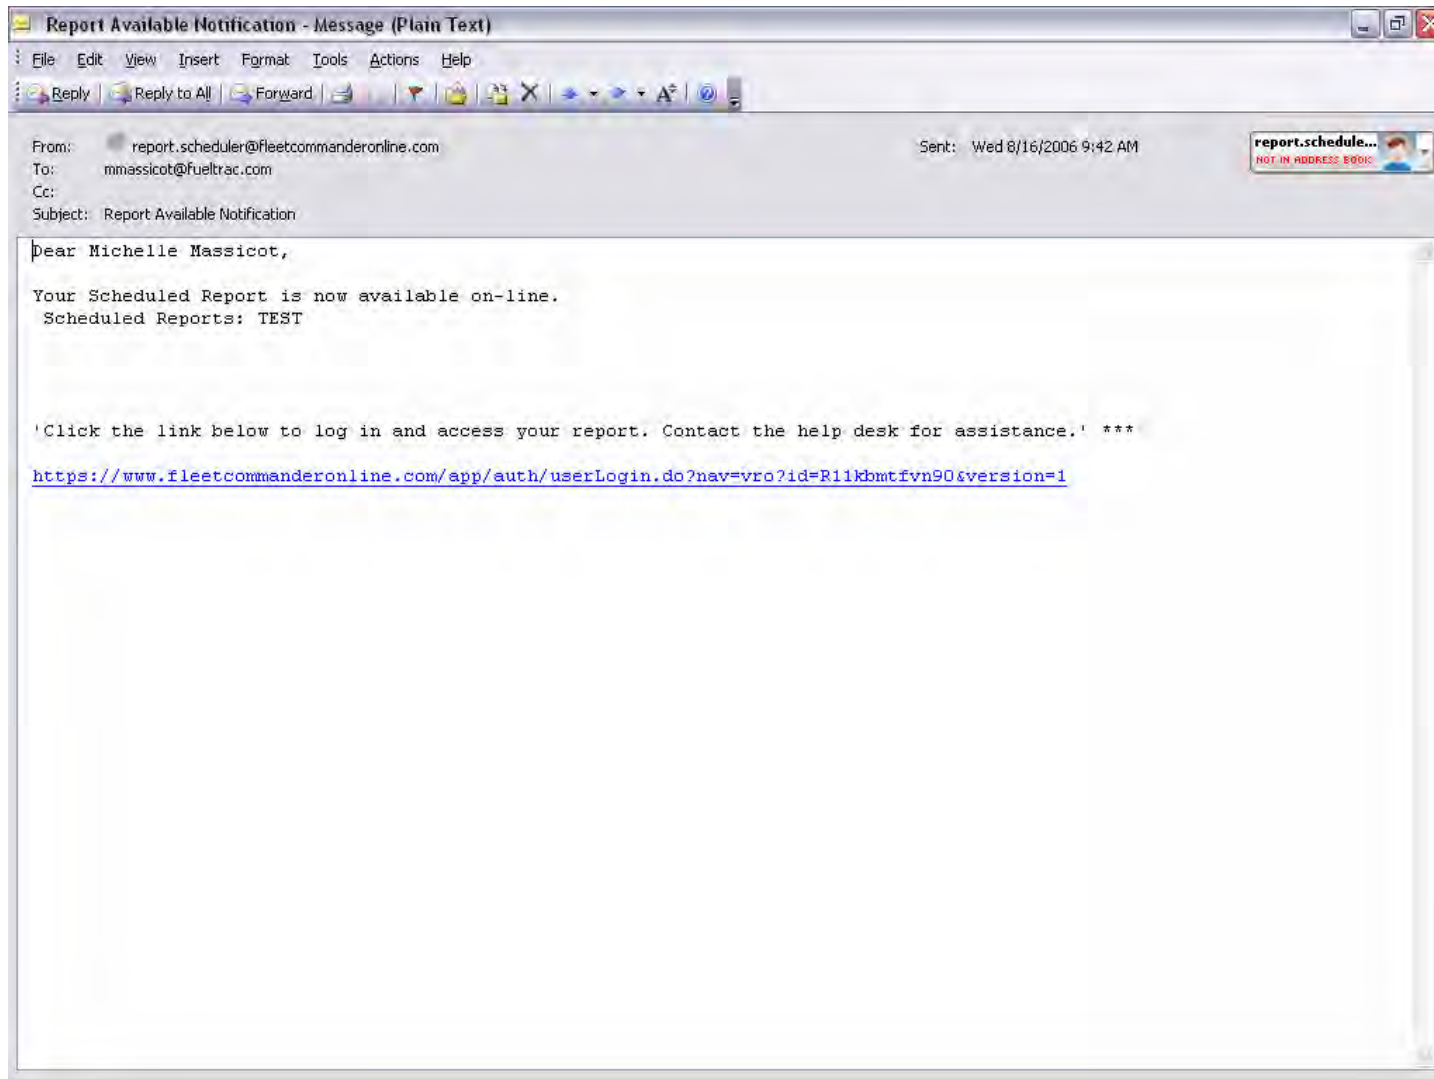 Report Available Notification - Message (Plain Text)
File Edit View Insert Format Tools Actions Help
Reply Reply to All Forward
From: report.scheduler@fleetcommanderonline.com Sent: Wed 8/16/2006 9:42 AM
To: mmassicot@fueltrac.com
Cc:
Subject: Report Available Notification
report.schedule...
NOT IN ADDRESS BOOK
Dear Michelle Massicot,
Your Scheduled Report is now available on-line.
Scheduled Reports: TEST
'Click the link below to log in and access your report. Contact the help desk for assistance.' ***
https://www.fleetcommanderonline.com/app/auth/userLogin.do?nav=vro?id=R11kbmtfvn90&version=1